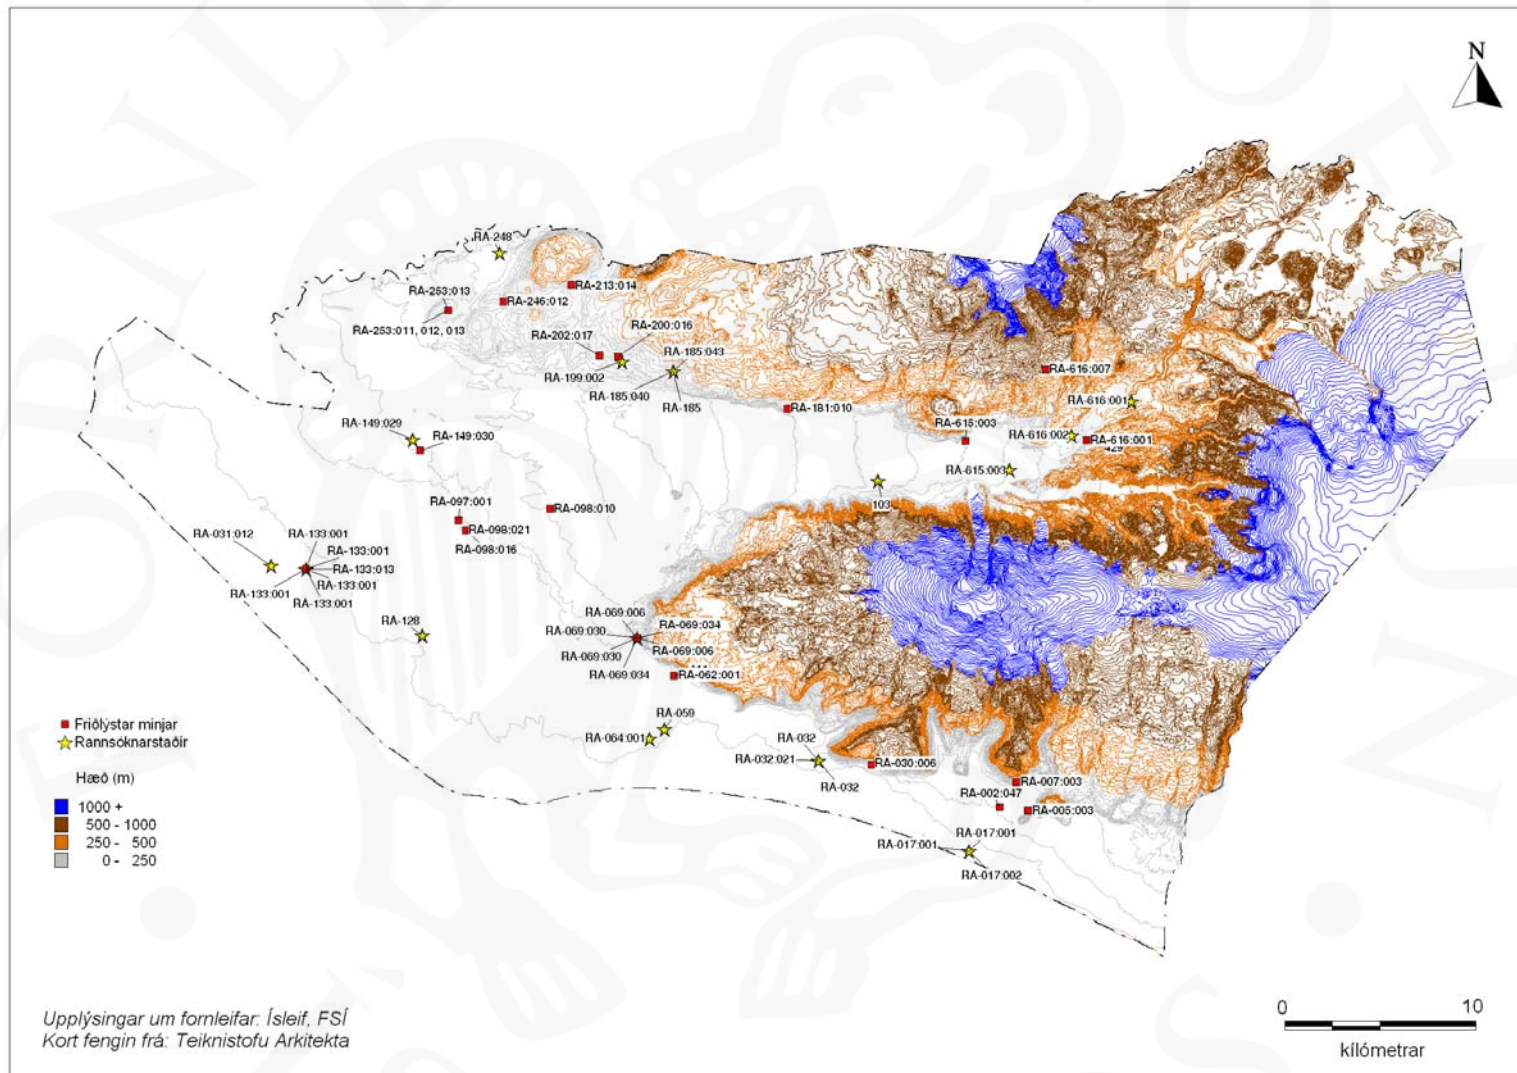 N
RA-248
RA-253:013
RA-246:012
RA-213:014
RA-253:011, 012, 013
RA-202:017
RA-200:016
RA-185:043
RA-199:002
RA-185:040
RA-185
RA-616:007
RA-181:010
RA-616:001
RA-149:029
RA-149:030
RA-615:003
RA-616:002
RA-616:001
429
RA-615:003
103
RA-097:001
RA-098:010
RA-098:021
RA-098:016
RA-031:012
RA-133:001
RA-133:001
RA-133:013
RA-133:001
RA-133:001
RA-133:001
RA-128
RA-069:006
RA-069:034
RA-069:030
RA-069:006
RA-069:030
RA-069:034
RA-062:001
RA-059
RA-064:001
RA-032
RA-032:021
RA-032
RA-030:006
RA-007:003
RA-002:047
RA-005:003
RA-017:001
RA-017:001
RA-017:002
Friðlýstar minjar
Rannsóknarstaðir
Hæð (m)
1000 +
500 - 1000
250 - 500
0 - 250
Upplýsingar um fornleifar: Ísleif, FSÍ
Kort fengin frá: Teiknistofu Arkitekta
0 10
kílómetrar